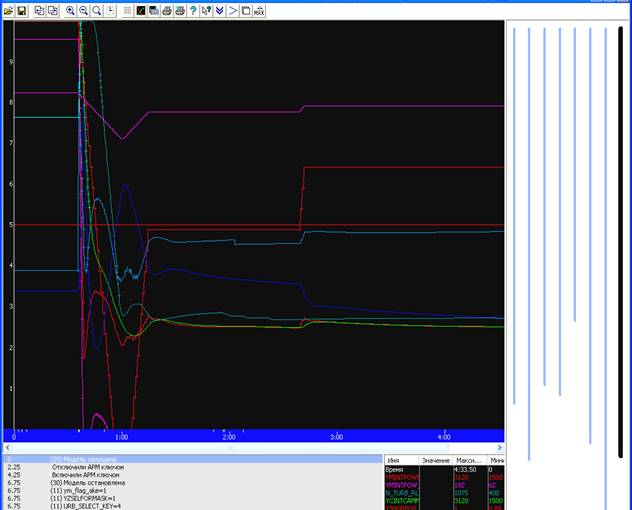 MAX
9
8
7
6
5
4
3
2
1
0 1:00 2:00 3:00 4:00
0 (29) Модель запущена
2.25 Отключили АРМ ключом
4.25 Включили АРМ ключом
6.75 (30) Модель остановлена
6.75 (11) ym_flag_ake=1
6.75 (11) YZSELFORMASK=1
6.75 (11) URB_SELECT_KEY=4
Имя Значение Макси... Мини
Время 4:33.50 0
YMINTPOW 3120 1500
YMINTPOW 102 62
N_TURB_RL 1075 400
YCINTCAMM 3120 1500